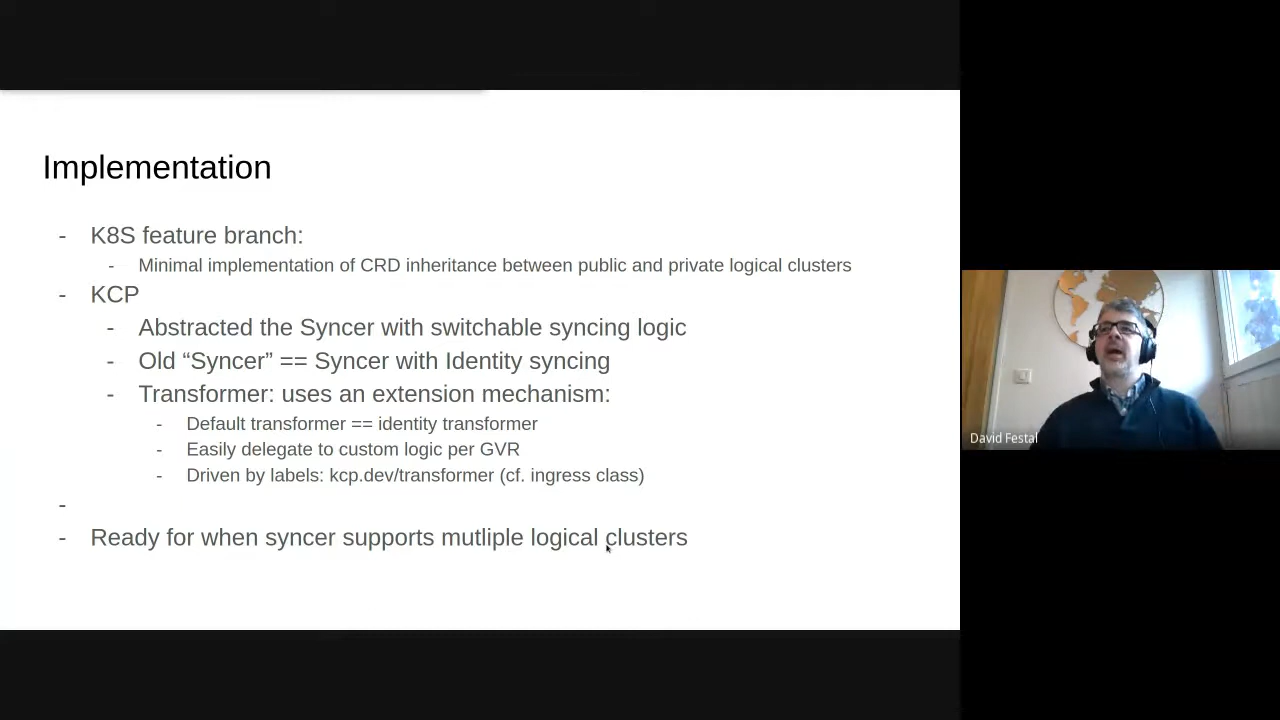 Implementation
- K8S feature branch:
- Minimal implementation of CRD inheritance between public and private logical clusters
- KCP
- Abstracted the Syncer with switchable syncing logic
- Old “Syncer” == Syncer with Identity syncing
- Transformer: uses an extension mechanism:
- Default transformer == identity transformer
- Easily delegate to custom logic per GVR
- Driven by labels: kcp.dev/transformer (cf. ingress class)
-
- Ready for when syncer supports mutliple logical clusters
David Festal